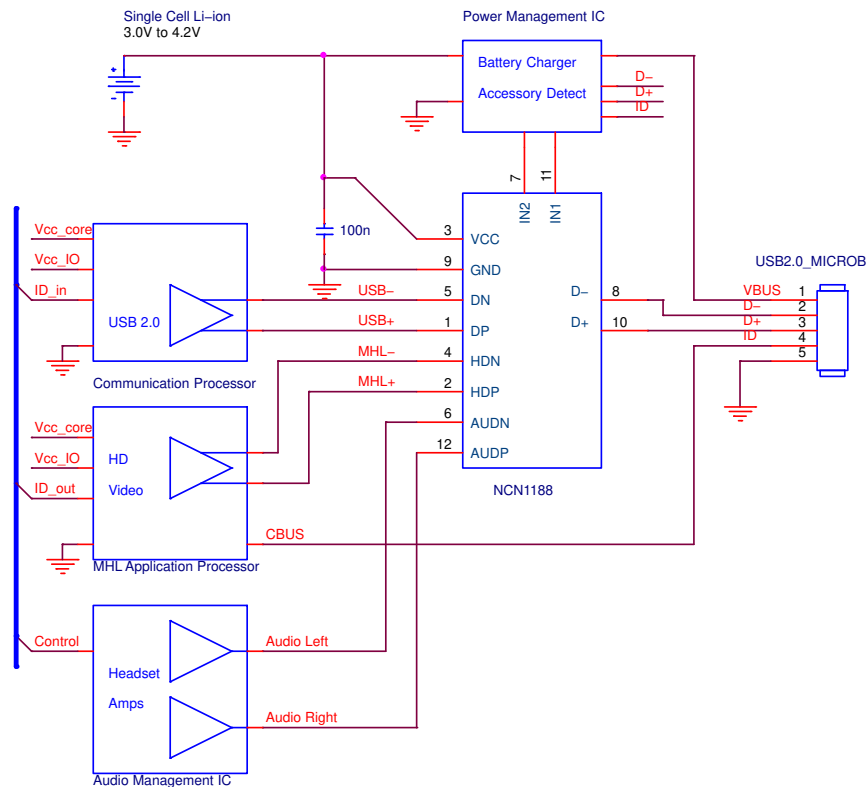 Single Cell Li–ion
3.0V to 4.2V
Power Management IC
Battery Charger
Accessory Detect
D–
D+
ID
7
11
IN2
IN1
+
-
100n
3
VCC
9
GND
5
DN
1
DP
4
HDN
2
HDP
6
AUDN
12
AUDP
D–
8
D+
10
NCN1188
USB2.0_MICROB
VBUS
1
D–
2
D+
3
ID
4
5
Vcc_core
Vcc_IO
ID_in
USB 2.0
USB–
USB+
Communication Processor
MHL–
MHL+
Vcc_core
Vcc_IO
ID_out
HD
Video
CBUS
MHL Application Processor
Control
Headset
Amps
Audio Left
Audio Right
Audio Management IC